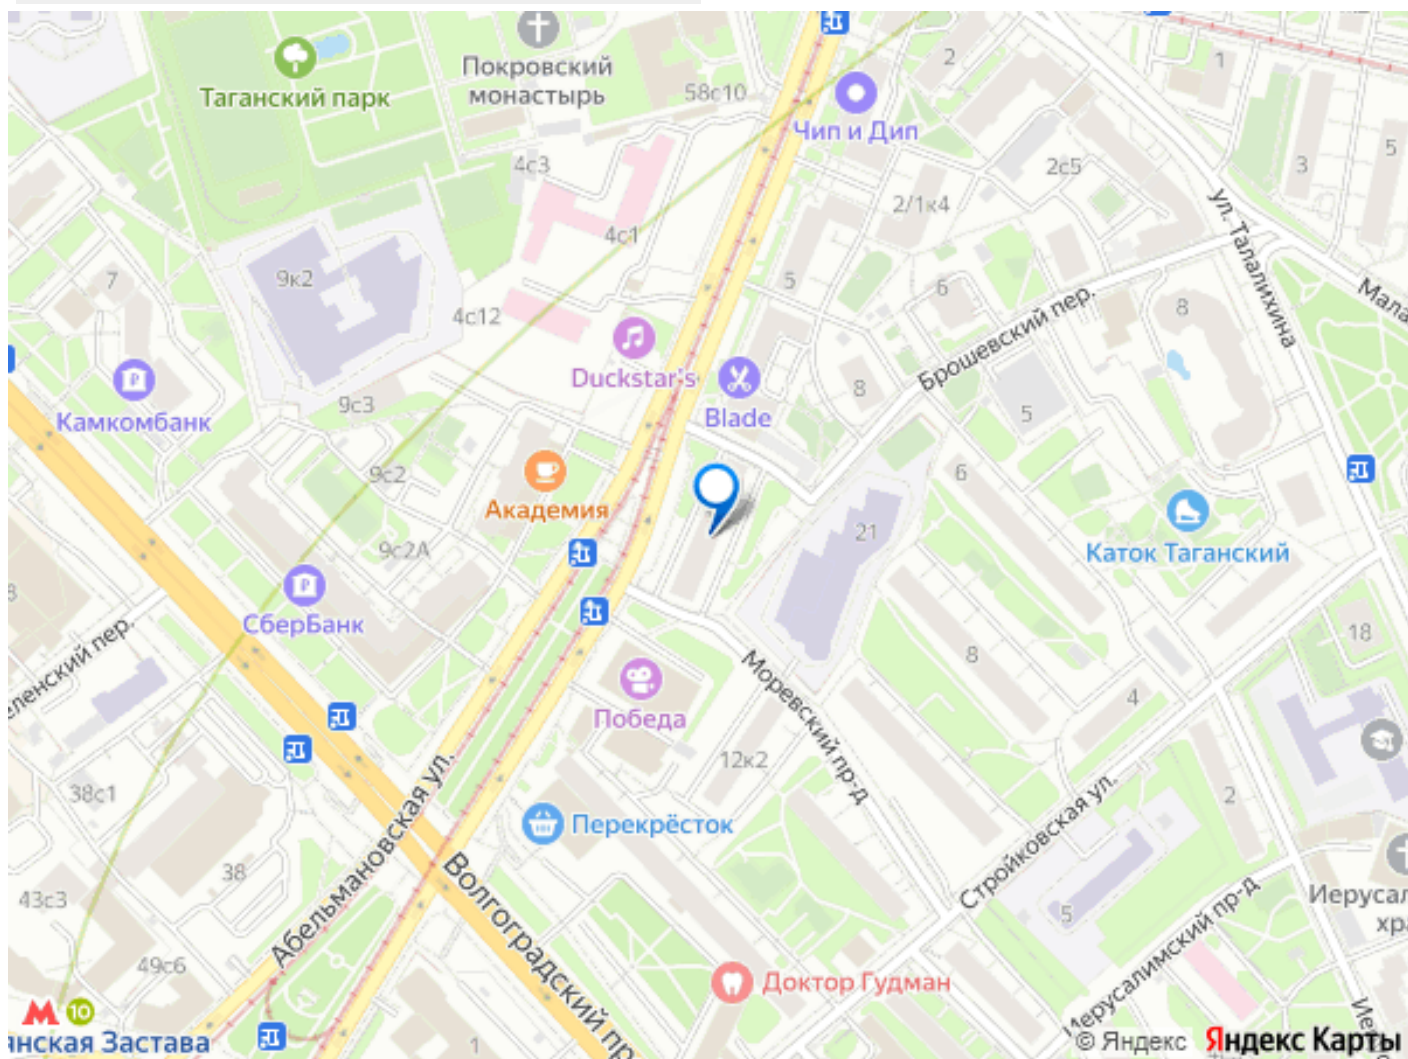 Таганский парк
Покровский
монастырь
58с10
2
1
Чип и Дип
5
3
2с5
4с3
2/1к4
ул. Талалихина
4с1
9к2
7
5
6
Мала
8
Брошевский пер.
4с12
Duckstar's
Blade
8
5
Камкомбанк
9с3
9с2
6
Академия
21
Каток Таганский
9с2А
СберБанк
еленский пер.
8
18
Моревский пр-д
Победа
4
12к2
38с1
2
Абельмановская ул.
Перекрёсток
Стройковская ул.
38
43с3
Волгоградский пр
5
Иерусал
хра
49с6
Доктор Гудман
Иерусалимский пр-д
Иер
М 10
анская Застава
1
© Яндекс Яндекс Карты